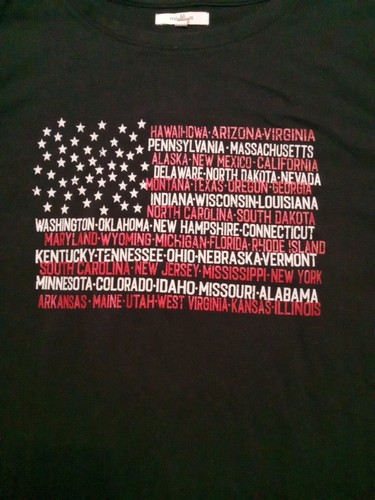 HAWAII·IOWA·ARIZONA·VIRGINIA
PENNSYLVANIA·MASSACHUSETTS
ALASKA·NEW MEXICO·CALIFORNIA
DELAWARE·NORTH DAKOTA·NEVADA
MONTANA·TEXAS·OREGON·GEORGIA
INDIANA·WISCONSIN·LOUISIANA
NORTH CAROLINA·SOUTH DAKOTA
WASHINGTON·OKLAHOMA·NEW HAMPSHIRE·CONNECTICUT
MARYLAND·WYOMING·MICHIGAN·FLORIDA·RHODE ISLAND
KENTUCKY·TENNESSEE·OHIO·NEBRASKA·VERMONT
SOUTH CAROLINA·NEW JERSEY·MISSISSIPPI·NEW YORK
MINNESOTA·COLORADO·IDAHO·MISSOURI·ALABAMA
ARKANSAS·MAINE·UTAH·WEST VIRGINIA·KANSAS·ILLINOIS